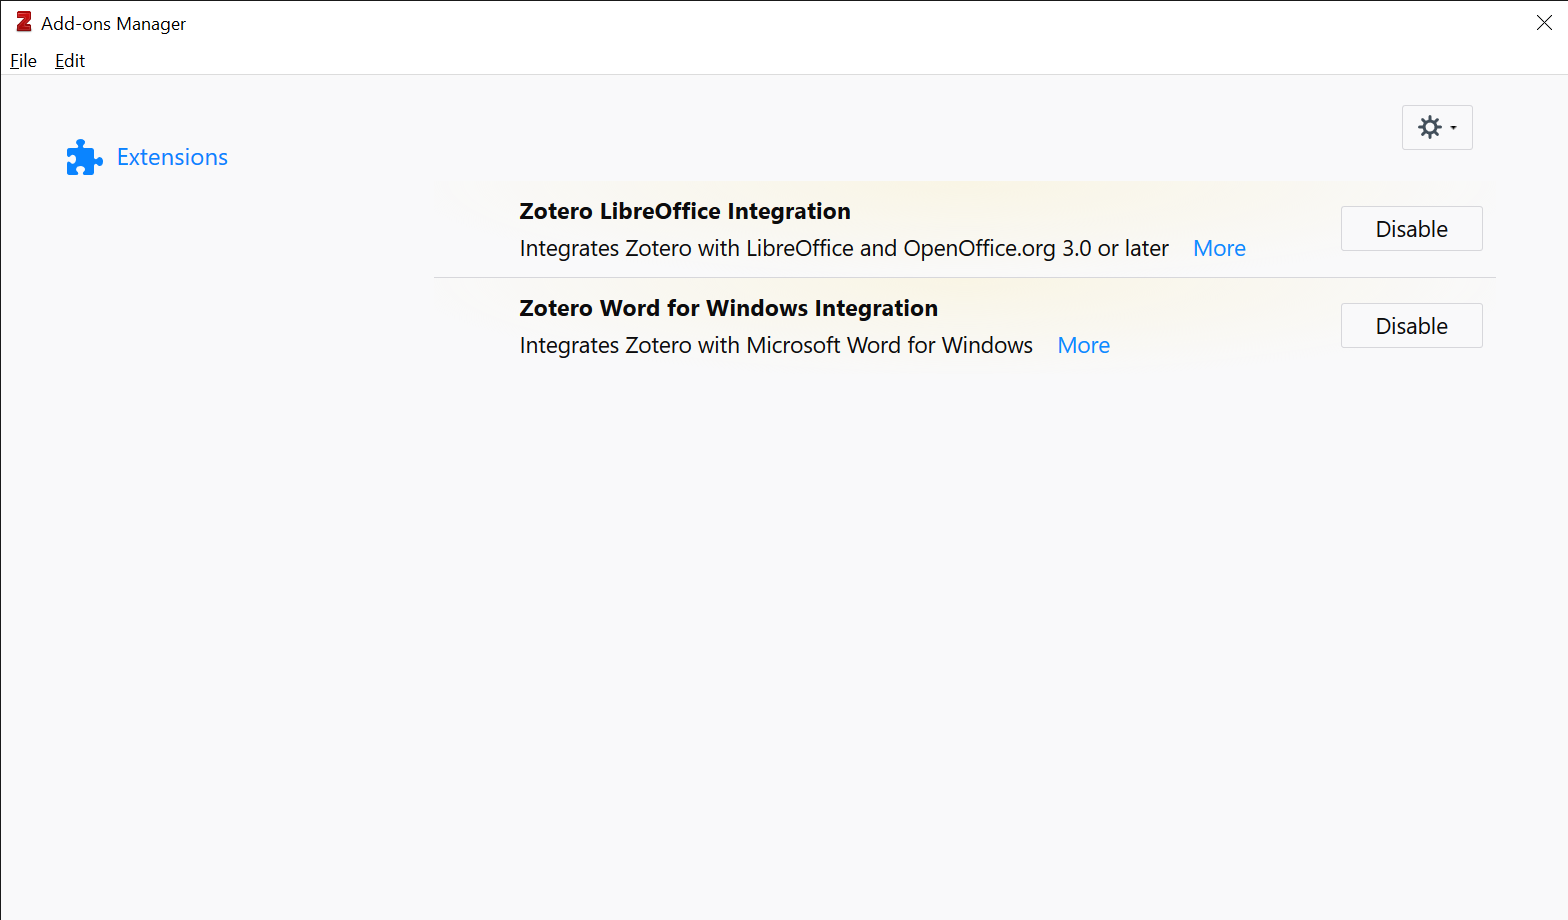 Add-ons Manager
File Edit
Extensions
Zotero LibreOffice Integration
Integrates Zotero with LibreOffice and OpenOffice.org 3.0 or later More
Disable
Zotero Word for Windows Integration
Integrates Zotero with Microsoft Word for Windows More
Disable